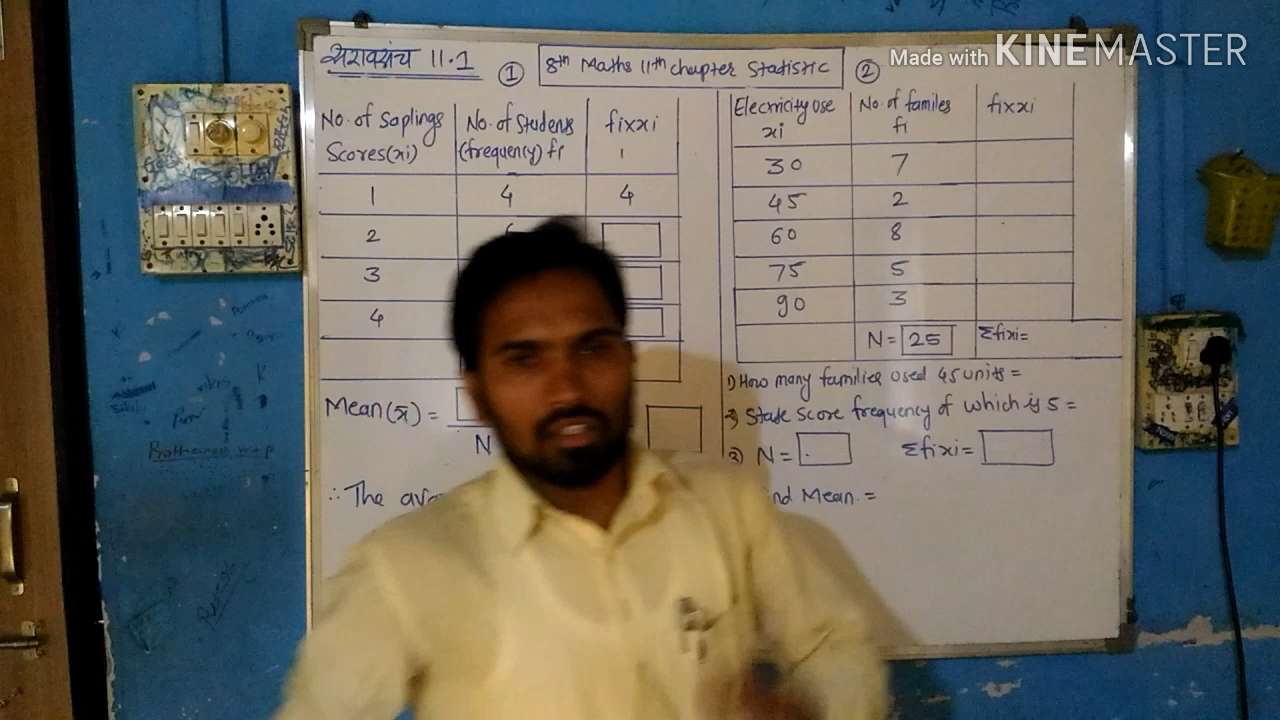 Made with KINEMASTER
सरावसंच 11.1
① 8th Maths 11th chapter Statistic ②
No. of Saplings Scores (xi) No. of Students (frequency) fi fixxi
1 4 4
2
3
4
Mean (x̄) =
N
∴ The
Elecricity use xi No. of familes fi fixxi
30 7
45 2
60 8
75 5
90 3
N = 25 Σfixi=
1) How many families used 45 units =
2) State score frequency of which is 5 =
N = Σfixi =
Mean. =